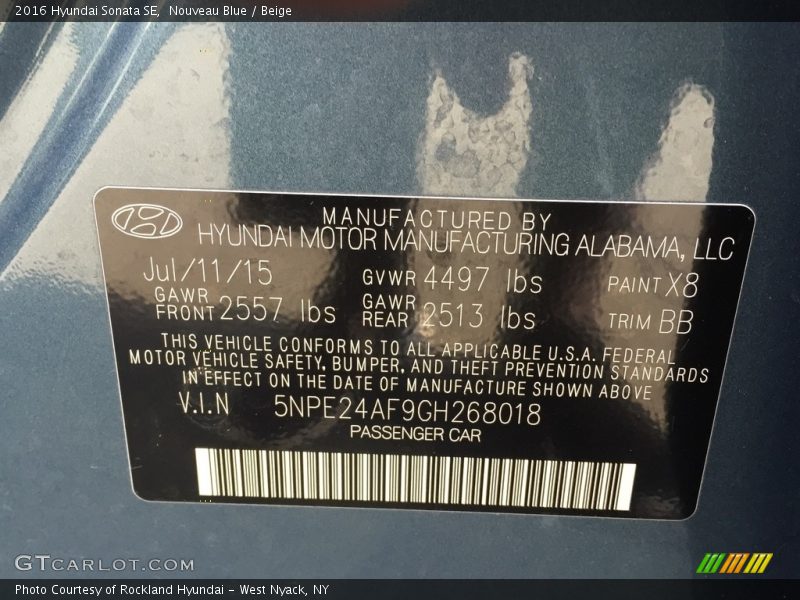 2016 Hyundai Sonata SE, Nouveau Blue / Beige
MANUFACTURED BY
HYUNDAI MOTOR MANUFACTURING ALABAMA, LLC
Jul/11/15 GVWR 4497 lbs PAINT X8
GAWR FRONT 2557 lbs GAWR REAR 2513 lbs TRIM BB
THIS VEHICLE CONFORMS TO ALL APPLICABLE U.S.A. FEDERAL
MOTOR VEHICLE SAFETY, BUMPER, AND THEFT PREVENTION STANDARDS
IN EFFECT ON THE DATE OF MANUFACTURE SHOWN ABOVE
V.I.N 5NPE24AF9GH268018
PASSENGER CAR
GTCARLOT.COM
Photo Courtesy of Rockland Hyundai - West Nyack, NY